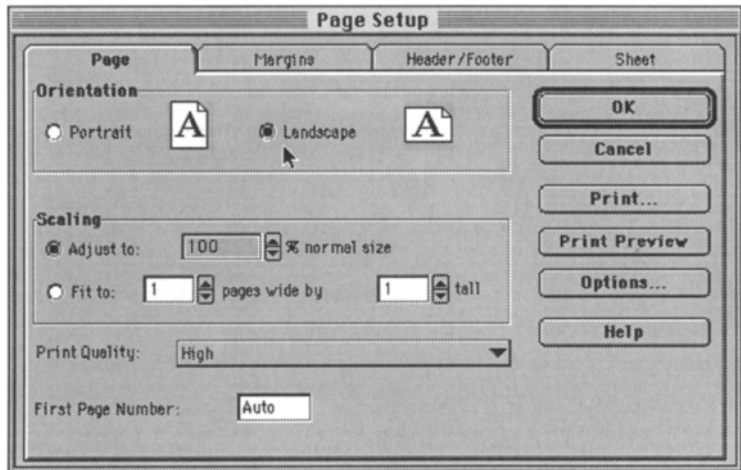 Page Setup
Page Margins Header/Footer Sheet
Orientation
Portrait A Landscape A
OK
Cancel
Print...
Scaling
Adjust to: 100 % normal size
Print Preview
Fit to: 1 pages wide by 1 tall
Options...
Help
Print Quality: High
First Page Number: Auto